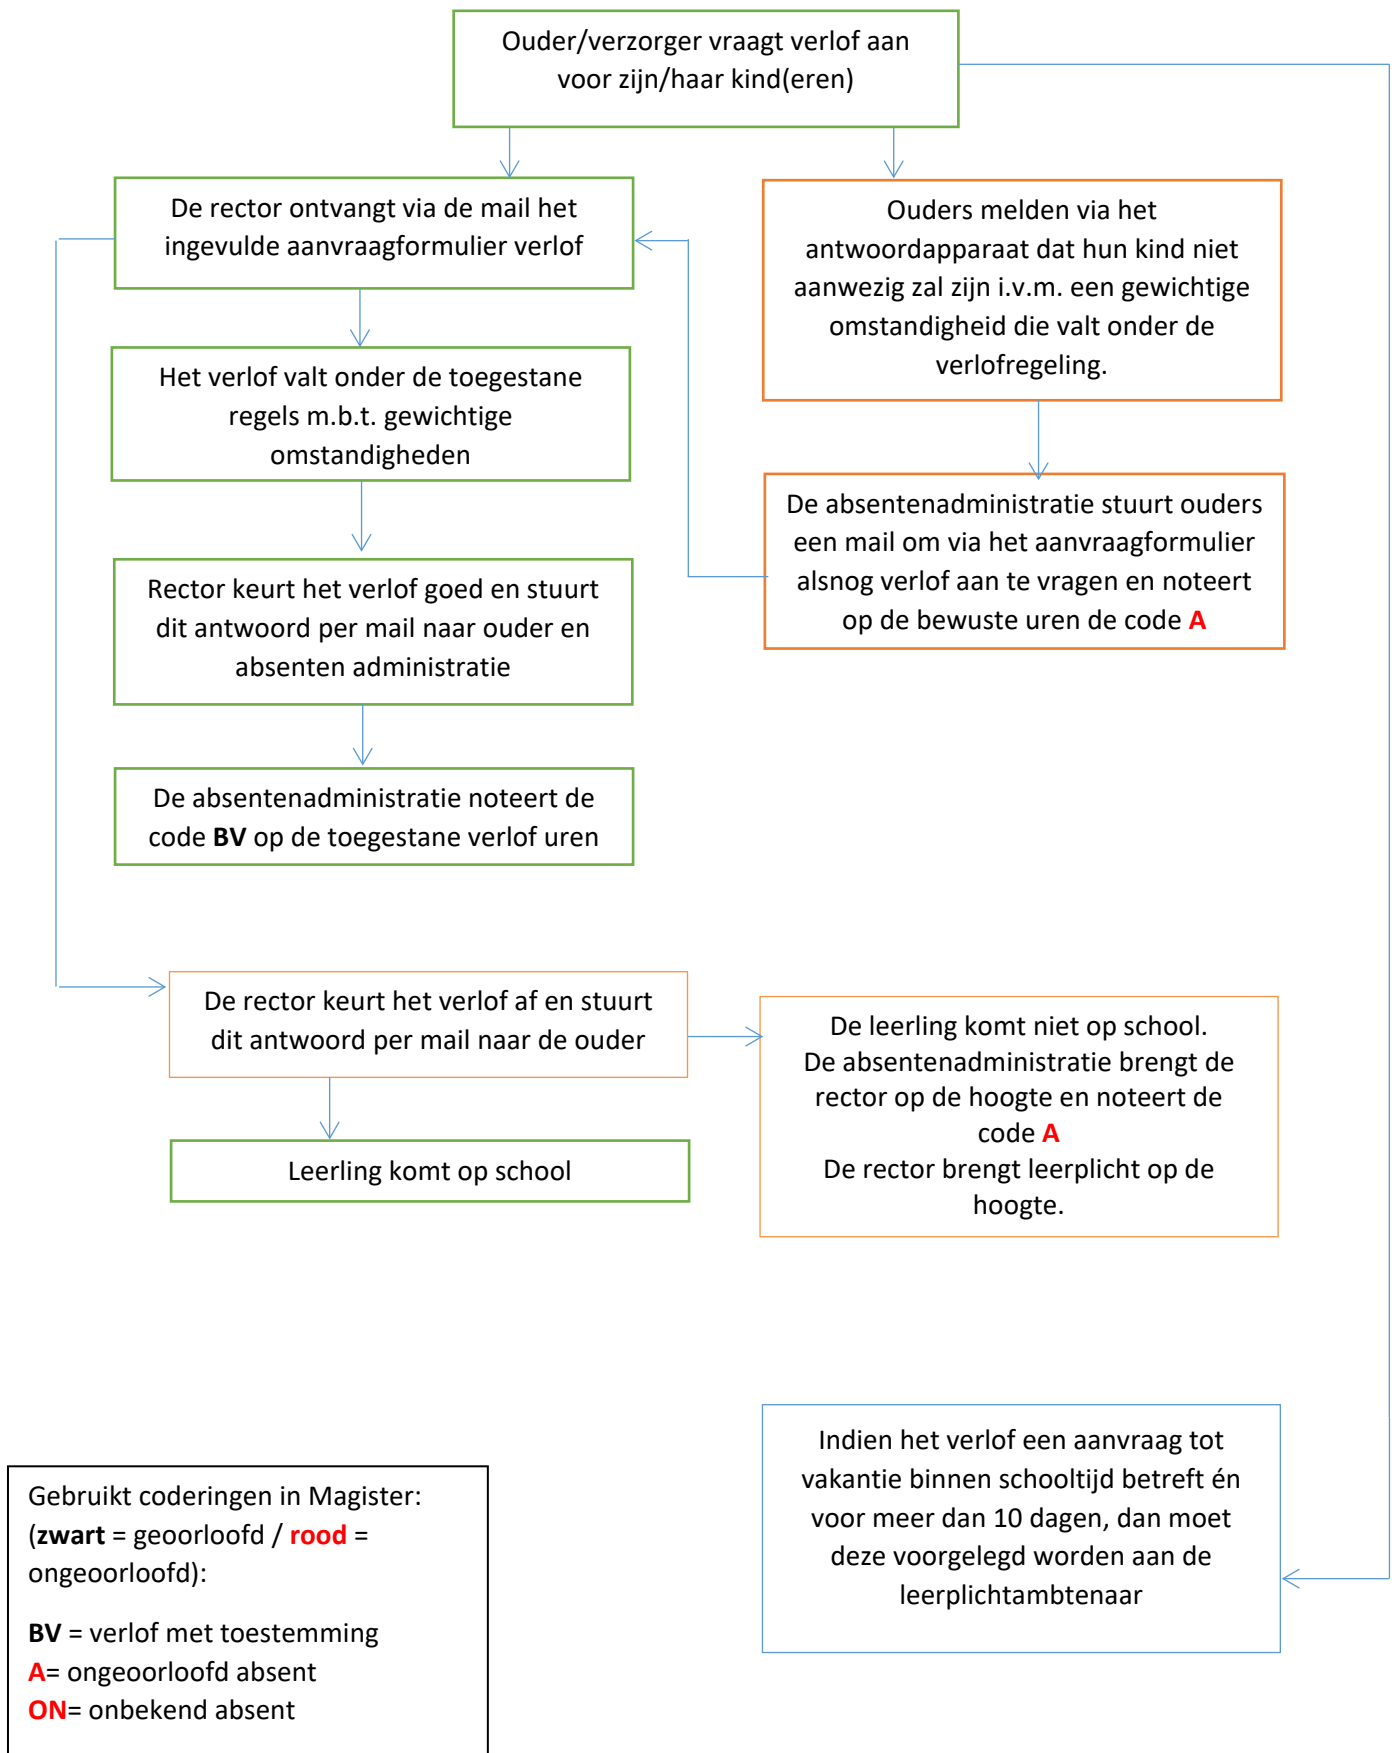 Ouder/verzorger vraagt verlof aan
voor zijn/haar kind(eren)
De rector ontvangt via de mail het
ingevulde aanvraagformulier verlof
Ouders melden via het
antwoordapparaat dat hun kind niet
aanwezig zal zijn i.v.m. een gewichtige
omstandigheid die valt onder de
verlofregeling.
Het verlof valt onder de toegestane
regels m.b.t. gewichtige
omstandigheden
De absentenadministratie stuurt ouders
een mail om via het aanvraagformulier
alsnog verlof aan te vragen en noteert
op de bewuste uren de code A
Rector keurt het verlof goed en stuurt
dit antwoord per mail naar ouder en
absenten administratie
De absentenadministratie noteert de
code BV op de toegestane verlof uren
De rector keurt het verlof af en stuurt
dit antwoord per mail naar de ouder
De leerling komt niet op school.
De absentenadministratie brengt de
rector op de hoogte en noteert de
code A
De rector brengt leerplicht op de
hoogte.
Leerling komt op school
Indien het verlof een aanvraag tot
vakantie binnen schooltijd betreft én
voor meer dan 10 dagen, dan moet
deze voorgelegd worden aan de
leerplichtambtenaar
Gebruikt coderingen in Magister:
(zwart = geoorloofd / rood =
ongeoorloofd):
BV = verlof met toestemming
A= ongeoorloofd absent
ON= onbekend absent